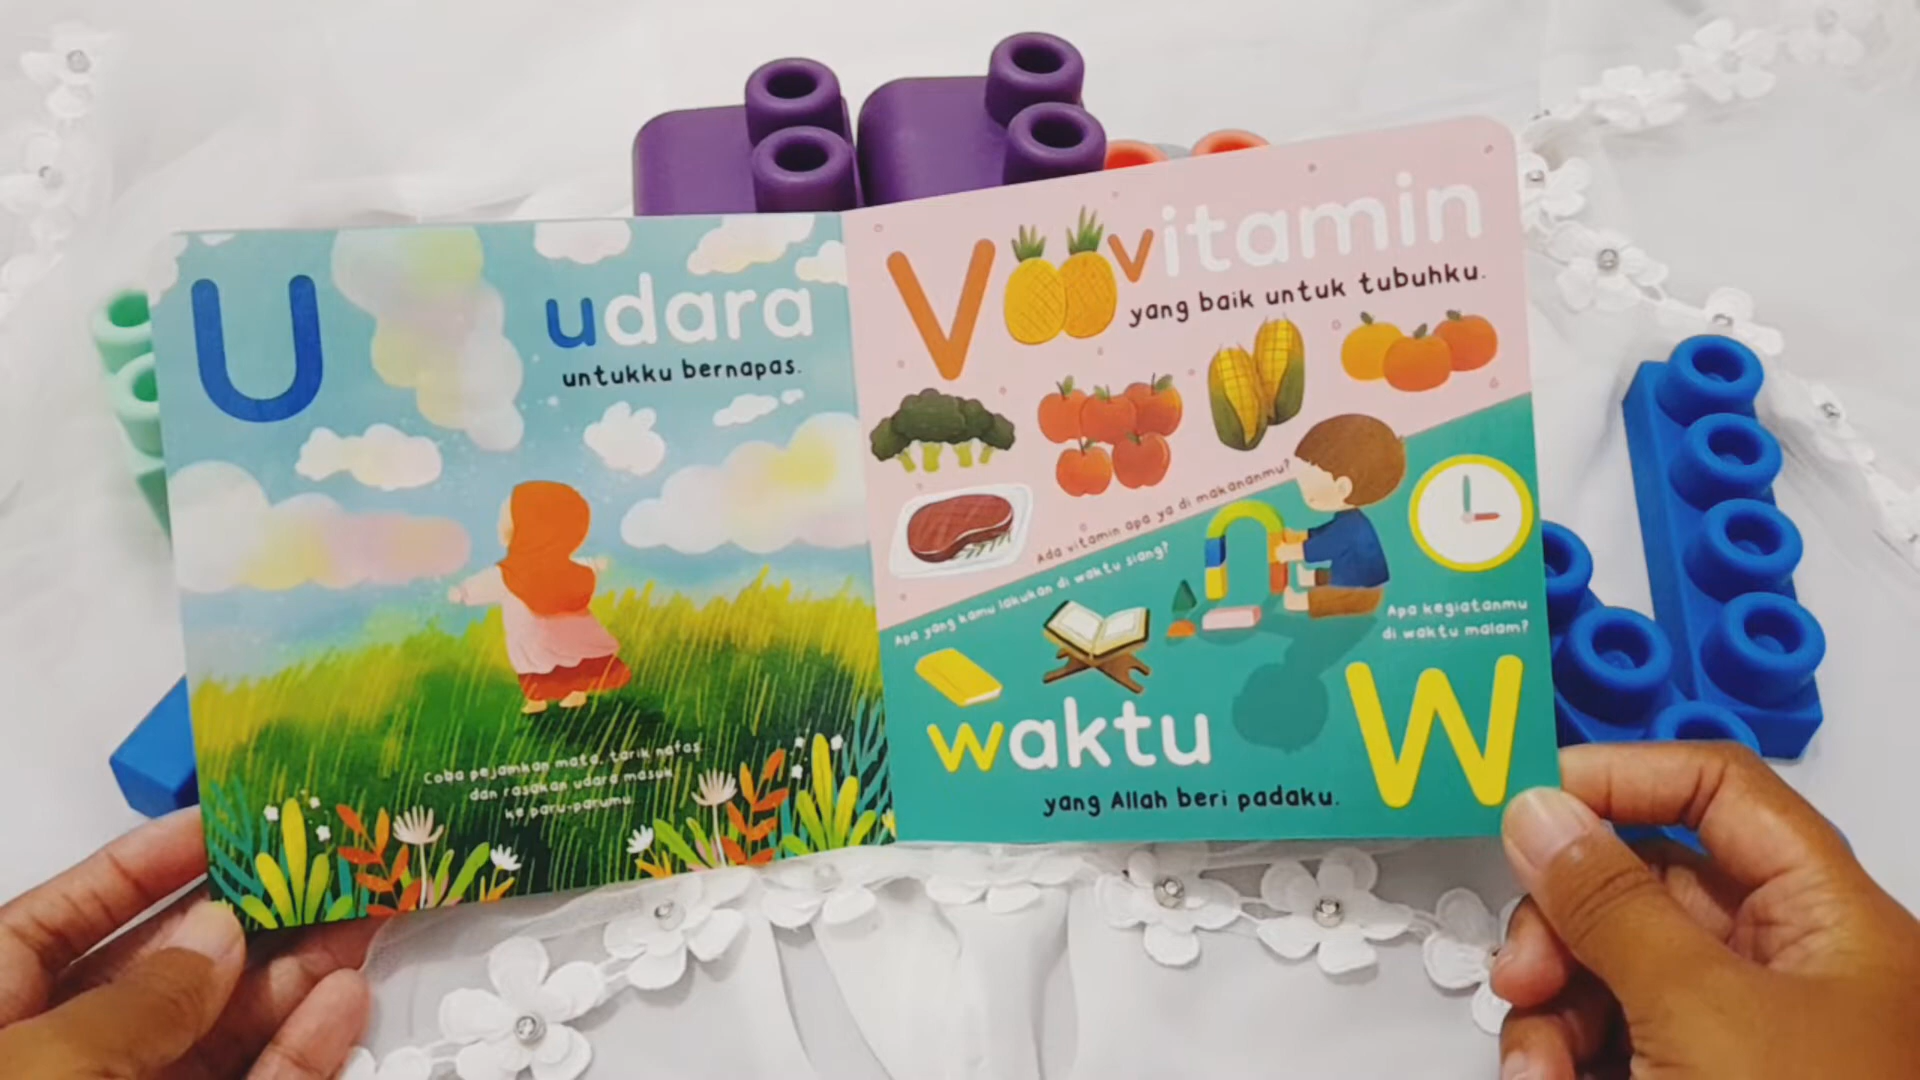 U
udara
untukku bernapas.
Coba pejamkan mata, tarik nafas
dan rasakan udara masuk
ke paru-parumu.
V
vitamin
yang baik untuk tubuhku.
Ada vitamin apa ya di makananmu?
Apa yang kamu lakukan di waktu siang?
Apa kegiatanmu
di waktu malam?
waktu
yang Allah beri padaku.
W